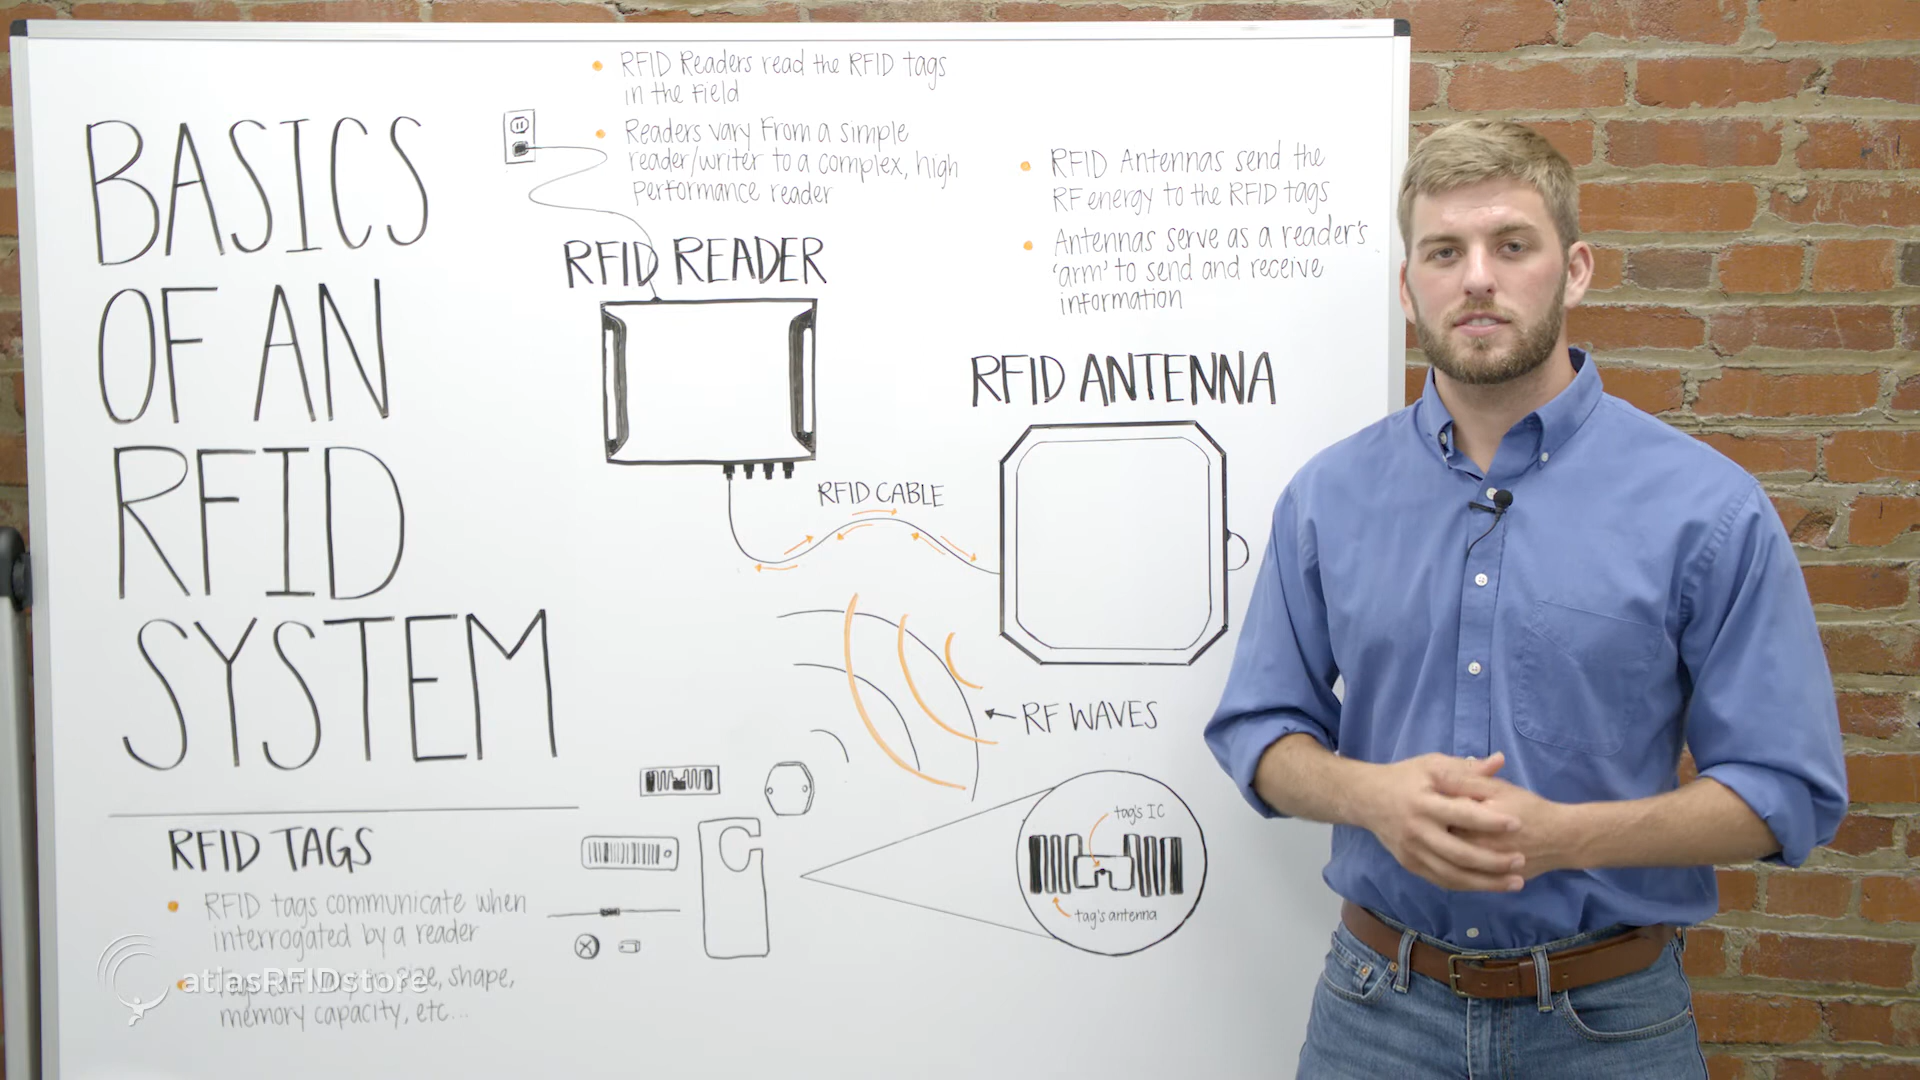 BASICS
OF AN
RFID
SYSTEM
RFID Readers read the RFID tags
in the Field
Readers vary From a simple
reader/writer to a complex, high
Performance reader
RFID READER
RFID Antennas send the
RF energy to the RFID tags
Antennas serve as a reader's
'arm' to send and receive
information
RFID ANTENNA
RFID CABLE
RF WAVES
tag's IC
tag's antenna
RFID TAGS
RFID tags communicate when
interrogated by a reader
size, shape,
memory capacity, etc...
atlasRFIDstore